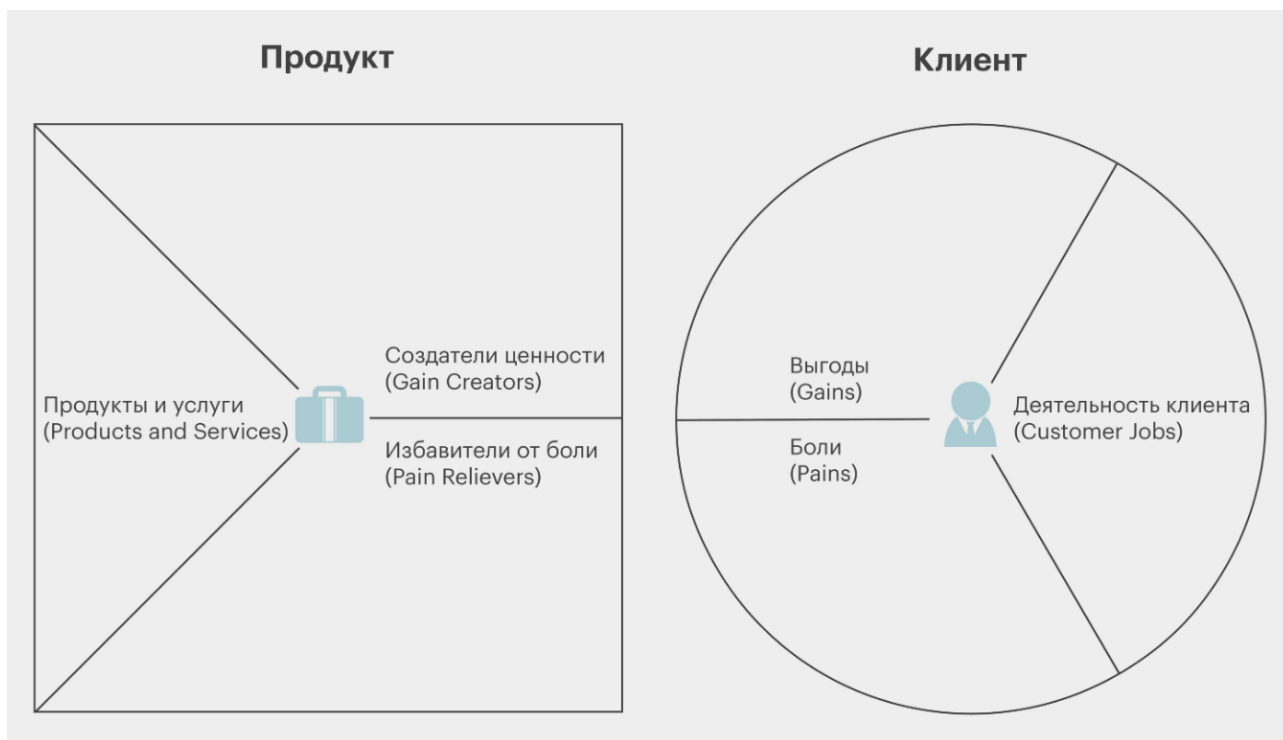 Продукт
Клиент
Создатели ценности
(Gain Creators)
Продукты и услуги
(Products and Services)
Избавители от боли
(Pain Relievers)
Выгоды
(Gains)
Деятельность клиента
(Customer Jobs)
Боли
(Pains)